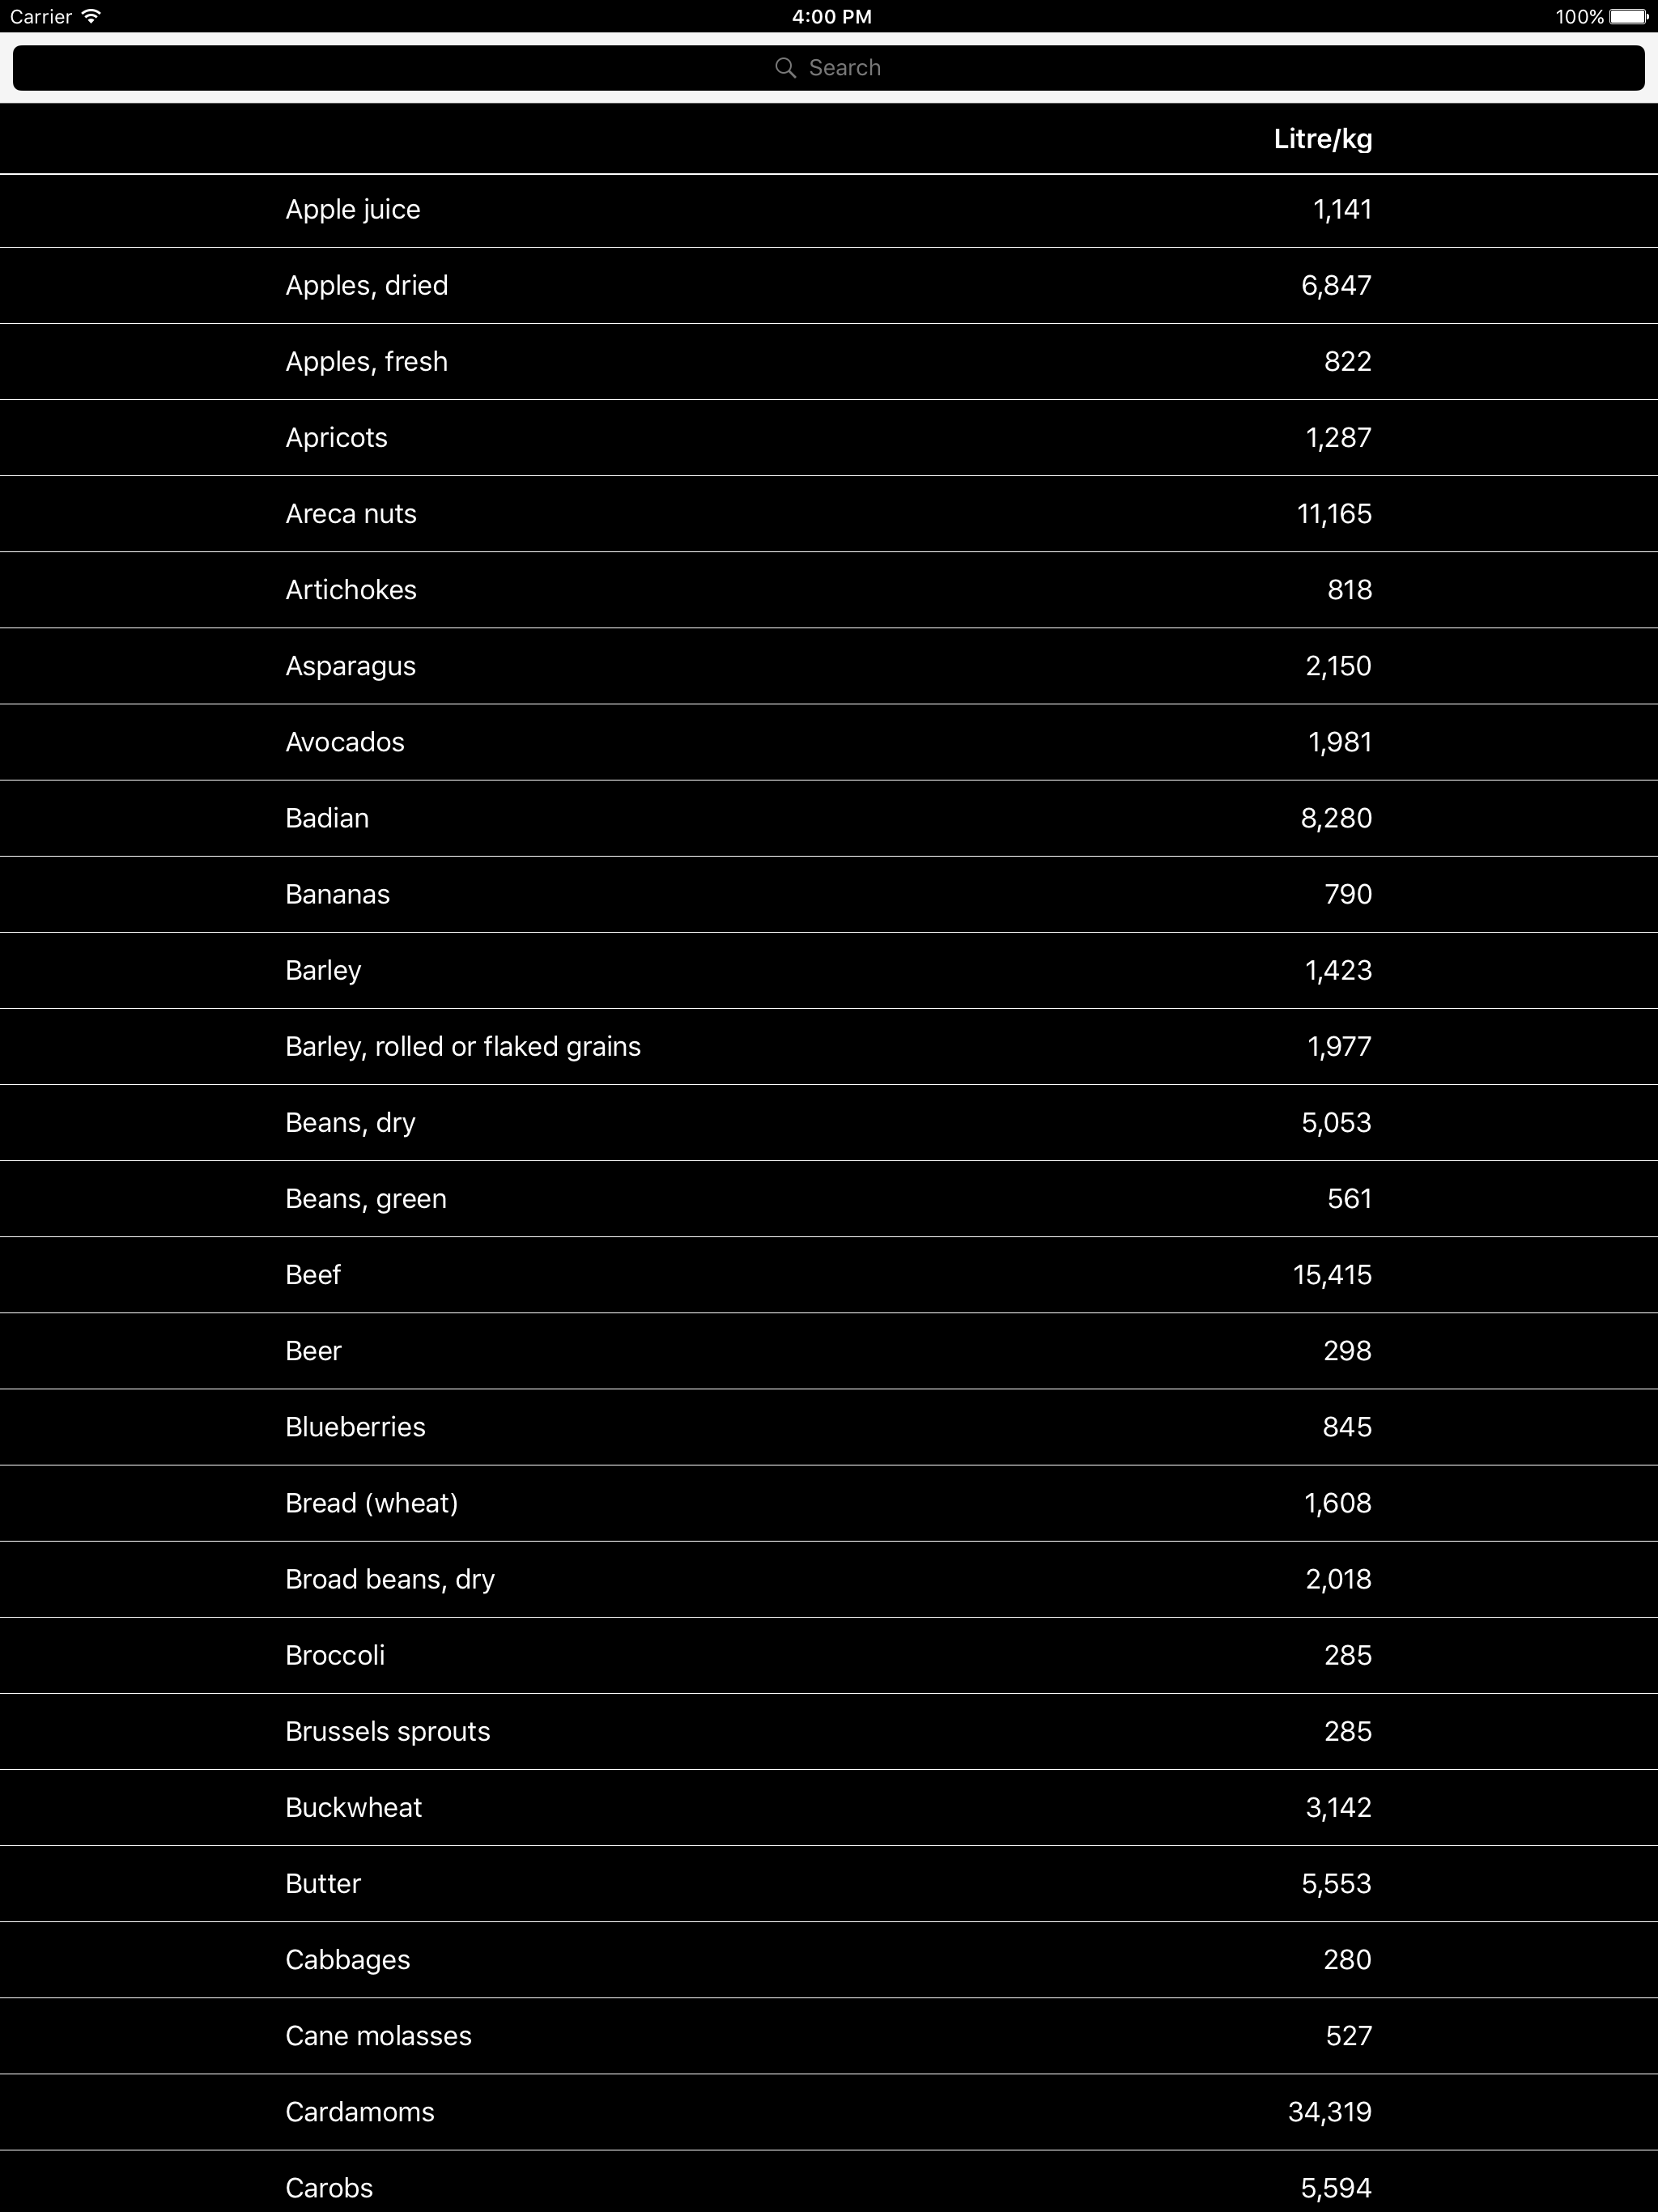 Carrier 4:00 PM 100%
Search
Litre/kg
Apple juice 1,141
Apples, dried 6,847
Apples, fresh 822
Apricots 1,287
Areca nuts 11,165
Artichokes 818
Asparagus 2,150
Avocados 1,981
Badian 8,280
Bananas 790
Barley 1,423
Barley, rolled or flaked grains 1,977
Beans, dry 5,053
Beans, green 561
Beef 15,415
Beer 298
Blueberries 845
Bread (wheat) 1,608
Broad beans, dry 2,018
Broccoli 285
Brussels sprouts 285
Buckwheat 3,142
Butter 5,553
Cabbages 280
Cane molasses 527
Cardamoms 34,319
Carobs 5,594